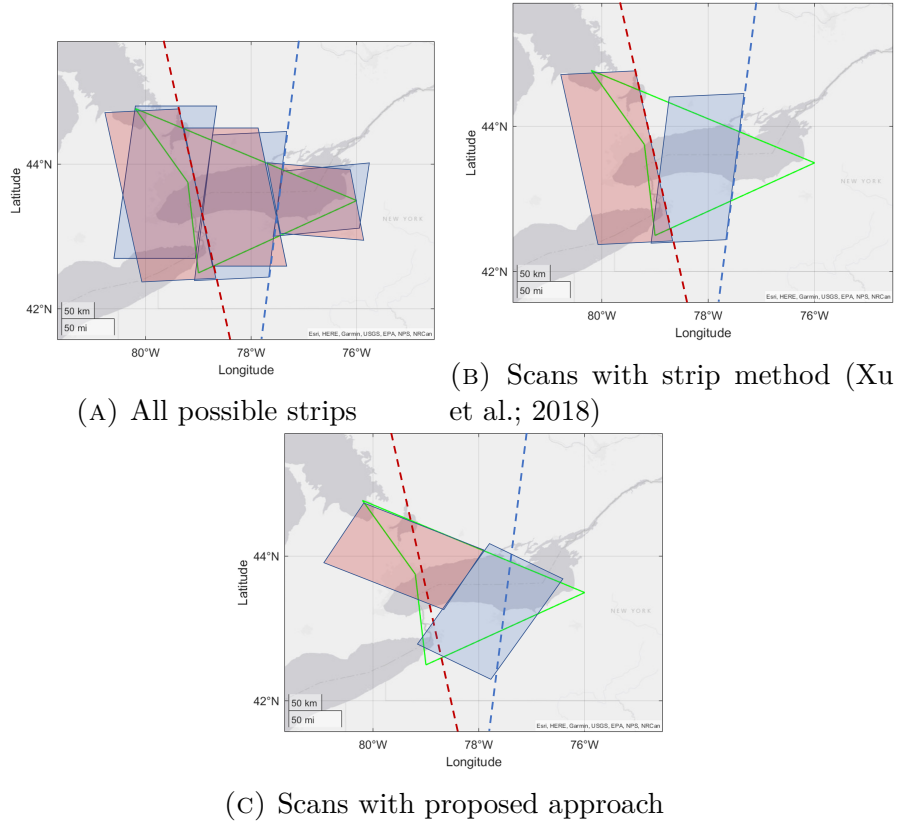 44°N
42°N
Latitude
NEW YORK
50 km
50 mi
Esri, HERE, Garmin, USGS, EPA, NPS, NRCan
80°W 78°W 76°W
Longitude
(A) All possible strips
44°N
42°N
Latitude
NEW YORK
50 km
50 mi
Esri, HERE, Garmin, USGS, EPA, NPS, NRCan
80°W 78°W 76°W
Longitude
(B) Scans with strip method (Xu
et al.; 2018)
44°N
42°N
Latitude
NEW YORK
50 km
50 mi
Esri, HERE, Garmin, USGS, EPA, NPS, NRCan
80°W 78°W 76°W
Longitude
(C) Scans with proposed approach